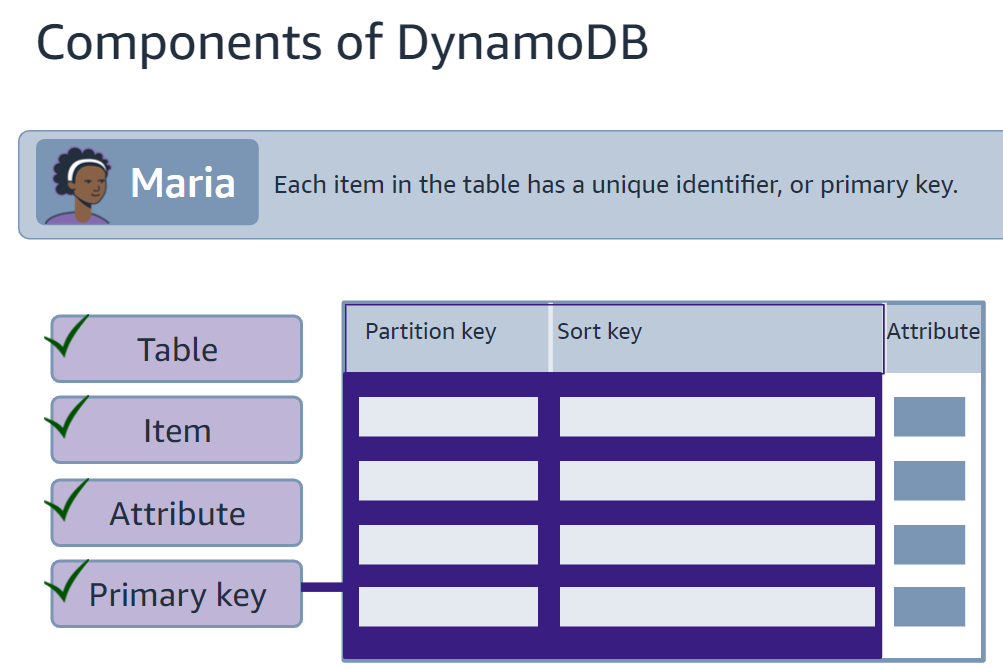 Components of DynamoDB
Maria
Each item in the table has a unique identifier, or primary key.
Table
Item
Attribute
Primary key
Partition key
Sort key
Attribute